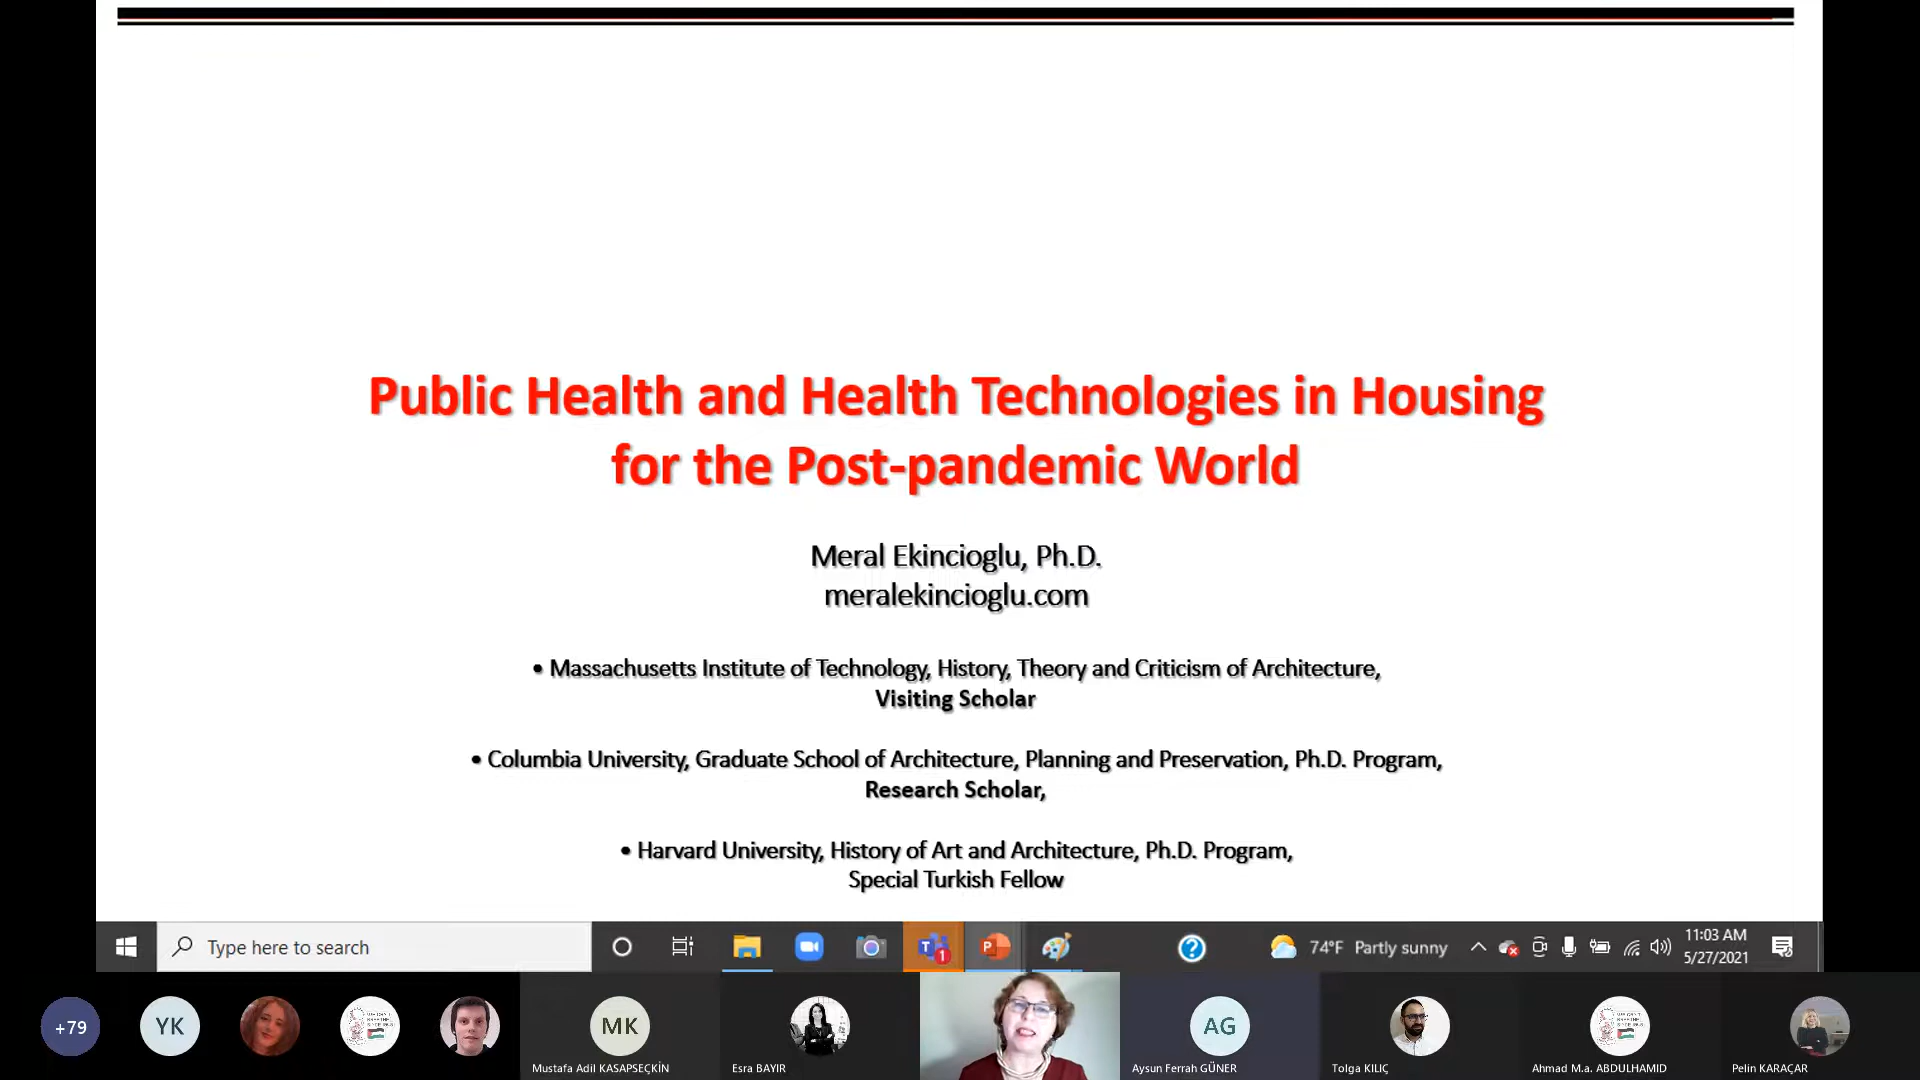 Public Health and Health Technologies in Housing
for the Post-pandemic World
Meral Ekincioglu, Ph.D.
meralekincioglu.com
• Massachusetts Institute of Technology, History, Theory and Criticism of Architecture,
Visiting Scholar
• Columbia University, Graduate School of Architecture, Planning and Preservation, Ph.D. Program,
Research Scholar,
• Harvard University, History of Art and Architecture, Ph.D. Program,
Special Turkish Fellow
Type here to search
1
74°F Partly sunny
11:03 AM
5/27/2021
+79
YK
MK
AG
Mustafa Adil KASAPSEÇKİN
Esra BAYIR
Aysun Ferrah GÜNER
Tolga KILIÇ
Ahmad M.a. ABDULHAMID
Pelin KARAÇAR